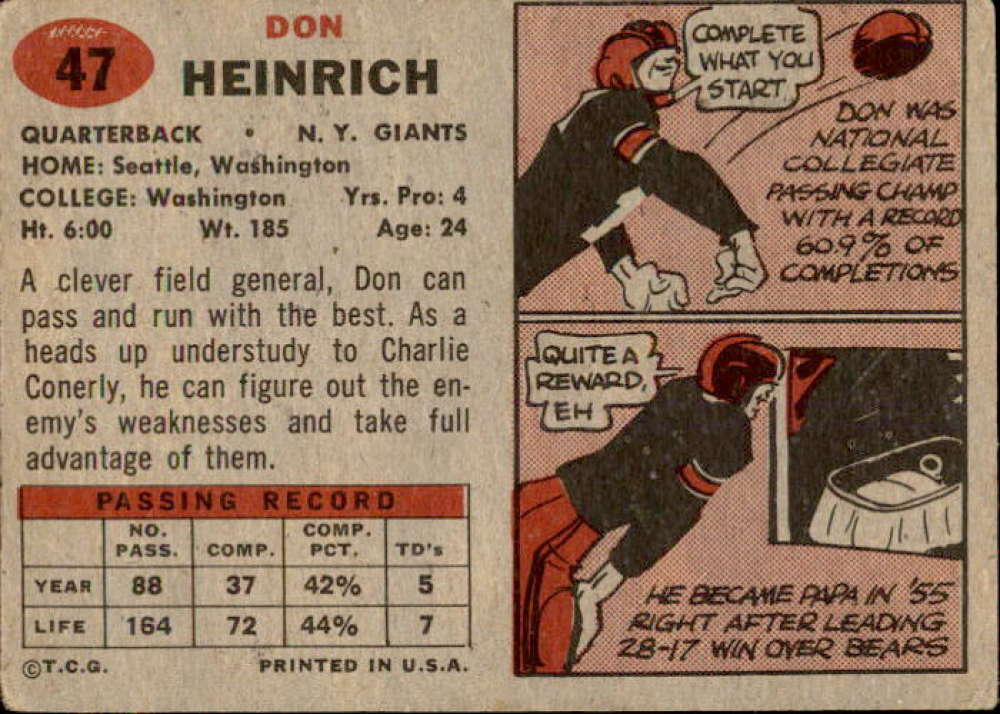 47
DON
HEINRICH
QUARTERBACK • N. Y. GIANTS
HOME: Seattle, Washington
COLLEGE: Washington Yrs. Pro: 4
Ht. 6:00 Wt. 185 Age: 24
A clever field general, Don can
pass and run with the best. As a
heads up understudy to Charlie
Conerly, he can figure out the en-
emy's weaknesses and take full
advantage of them.
PASSING RECORD
NO. PASS. COMP. COMP. PCT. TD's
YEAR 88 37 42% 5
LIFE 164 72 44% 7
©T.C.G. PRINTED IN U.S.A.
COMPLETE
WHAT YOU
START
DON WAS
NATIONAL
COLLEGIATE
PASSING CHAMP
WITH A RECORD
60.9% OF
COMPLETIONS
QUITE A
REWARD,
EH
HE BECAME PAPA IN '55
RIGHT AFTER LEADING
28-17 WIN OVER BEARS